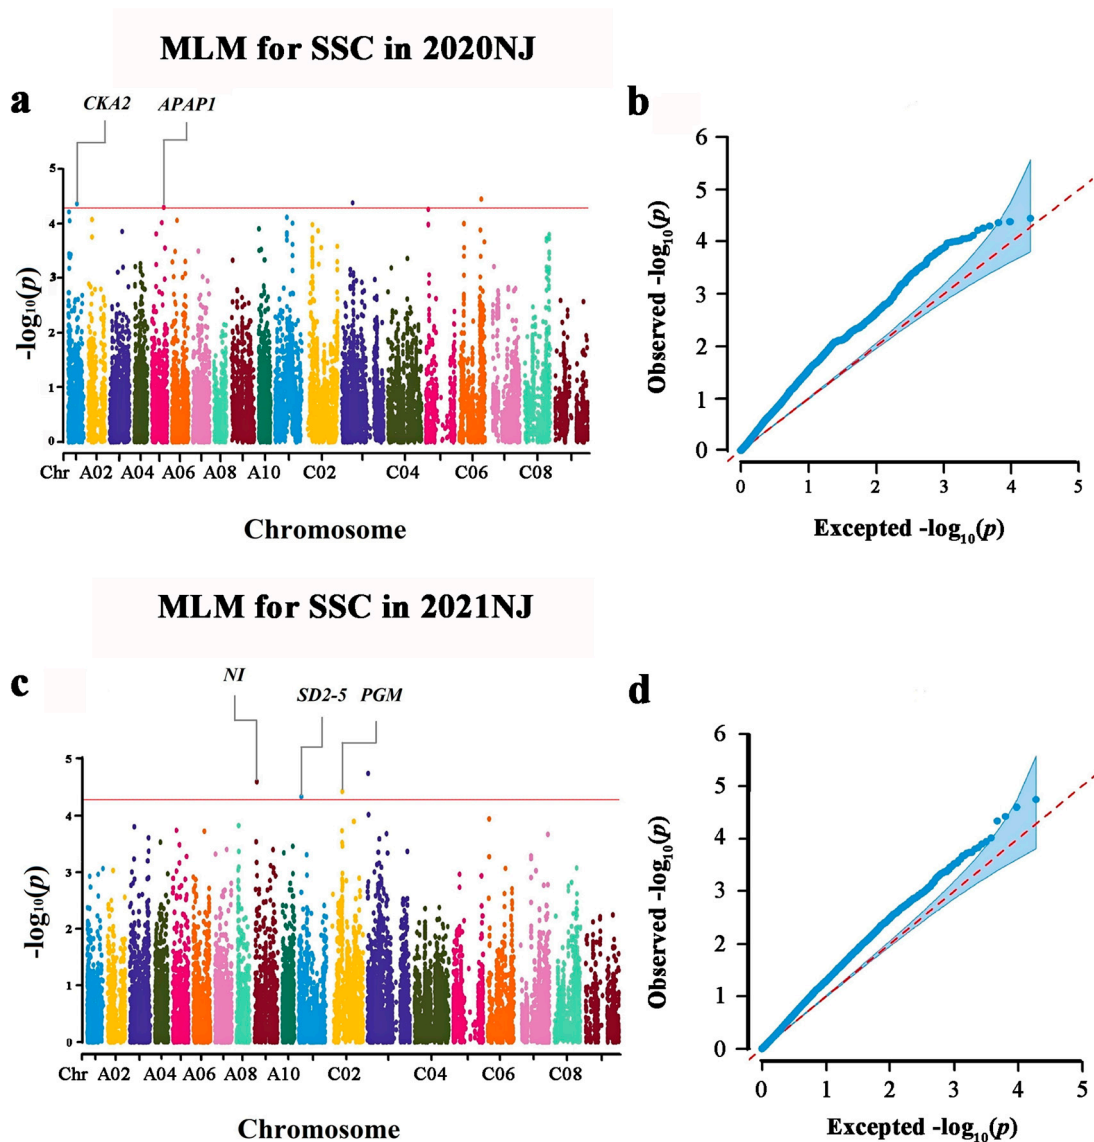 MLM for SSC in 2020NJ
a
CKA2 APAP1
5
4
3
2
1
0
-log10(p)
Chr A02 A04 A06 A08 A10 C02 C04 C06 C08
Chromosome
b
6
5
4
3
2
1
0
Observed -log10(p)
0 1 2 3 4 5
Excepted -log10(p)
MLM for SSC in 2021NJ
c
NI SD2-5 PGM
5
4
3
2
1
0
-log10(p)
Chr A02 A04 A06 A08 A10 C02 C04 C06 C08
Chromosome
d
6
5
4
3
2
1
0
Observed -log10(p)
0 1 2 3 4 5
Excepted -log10(p)